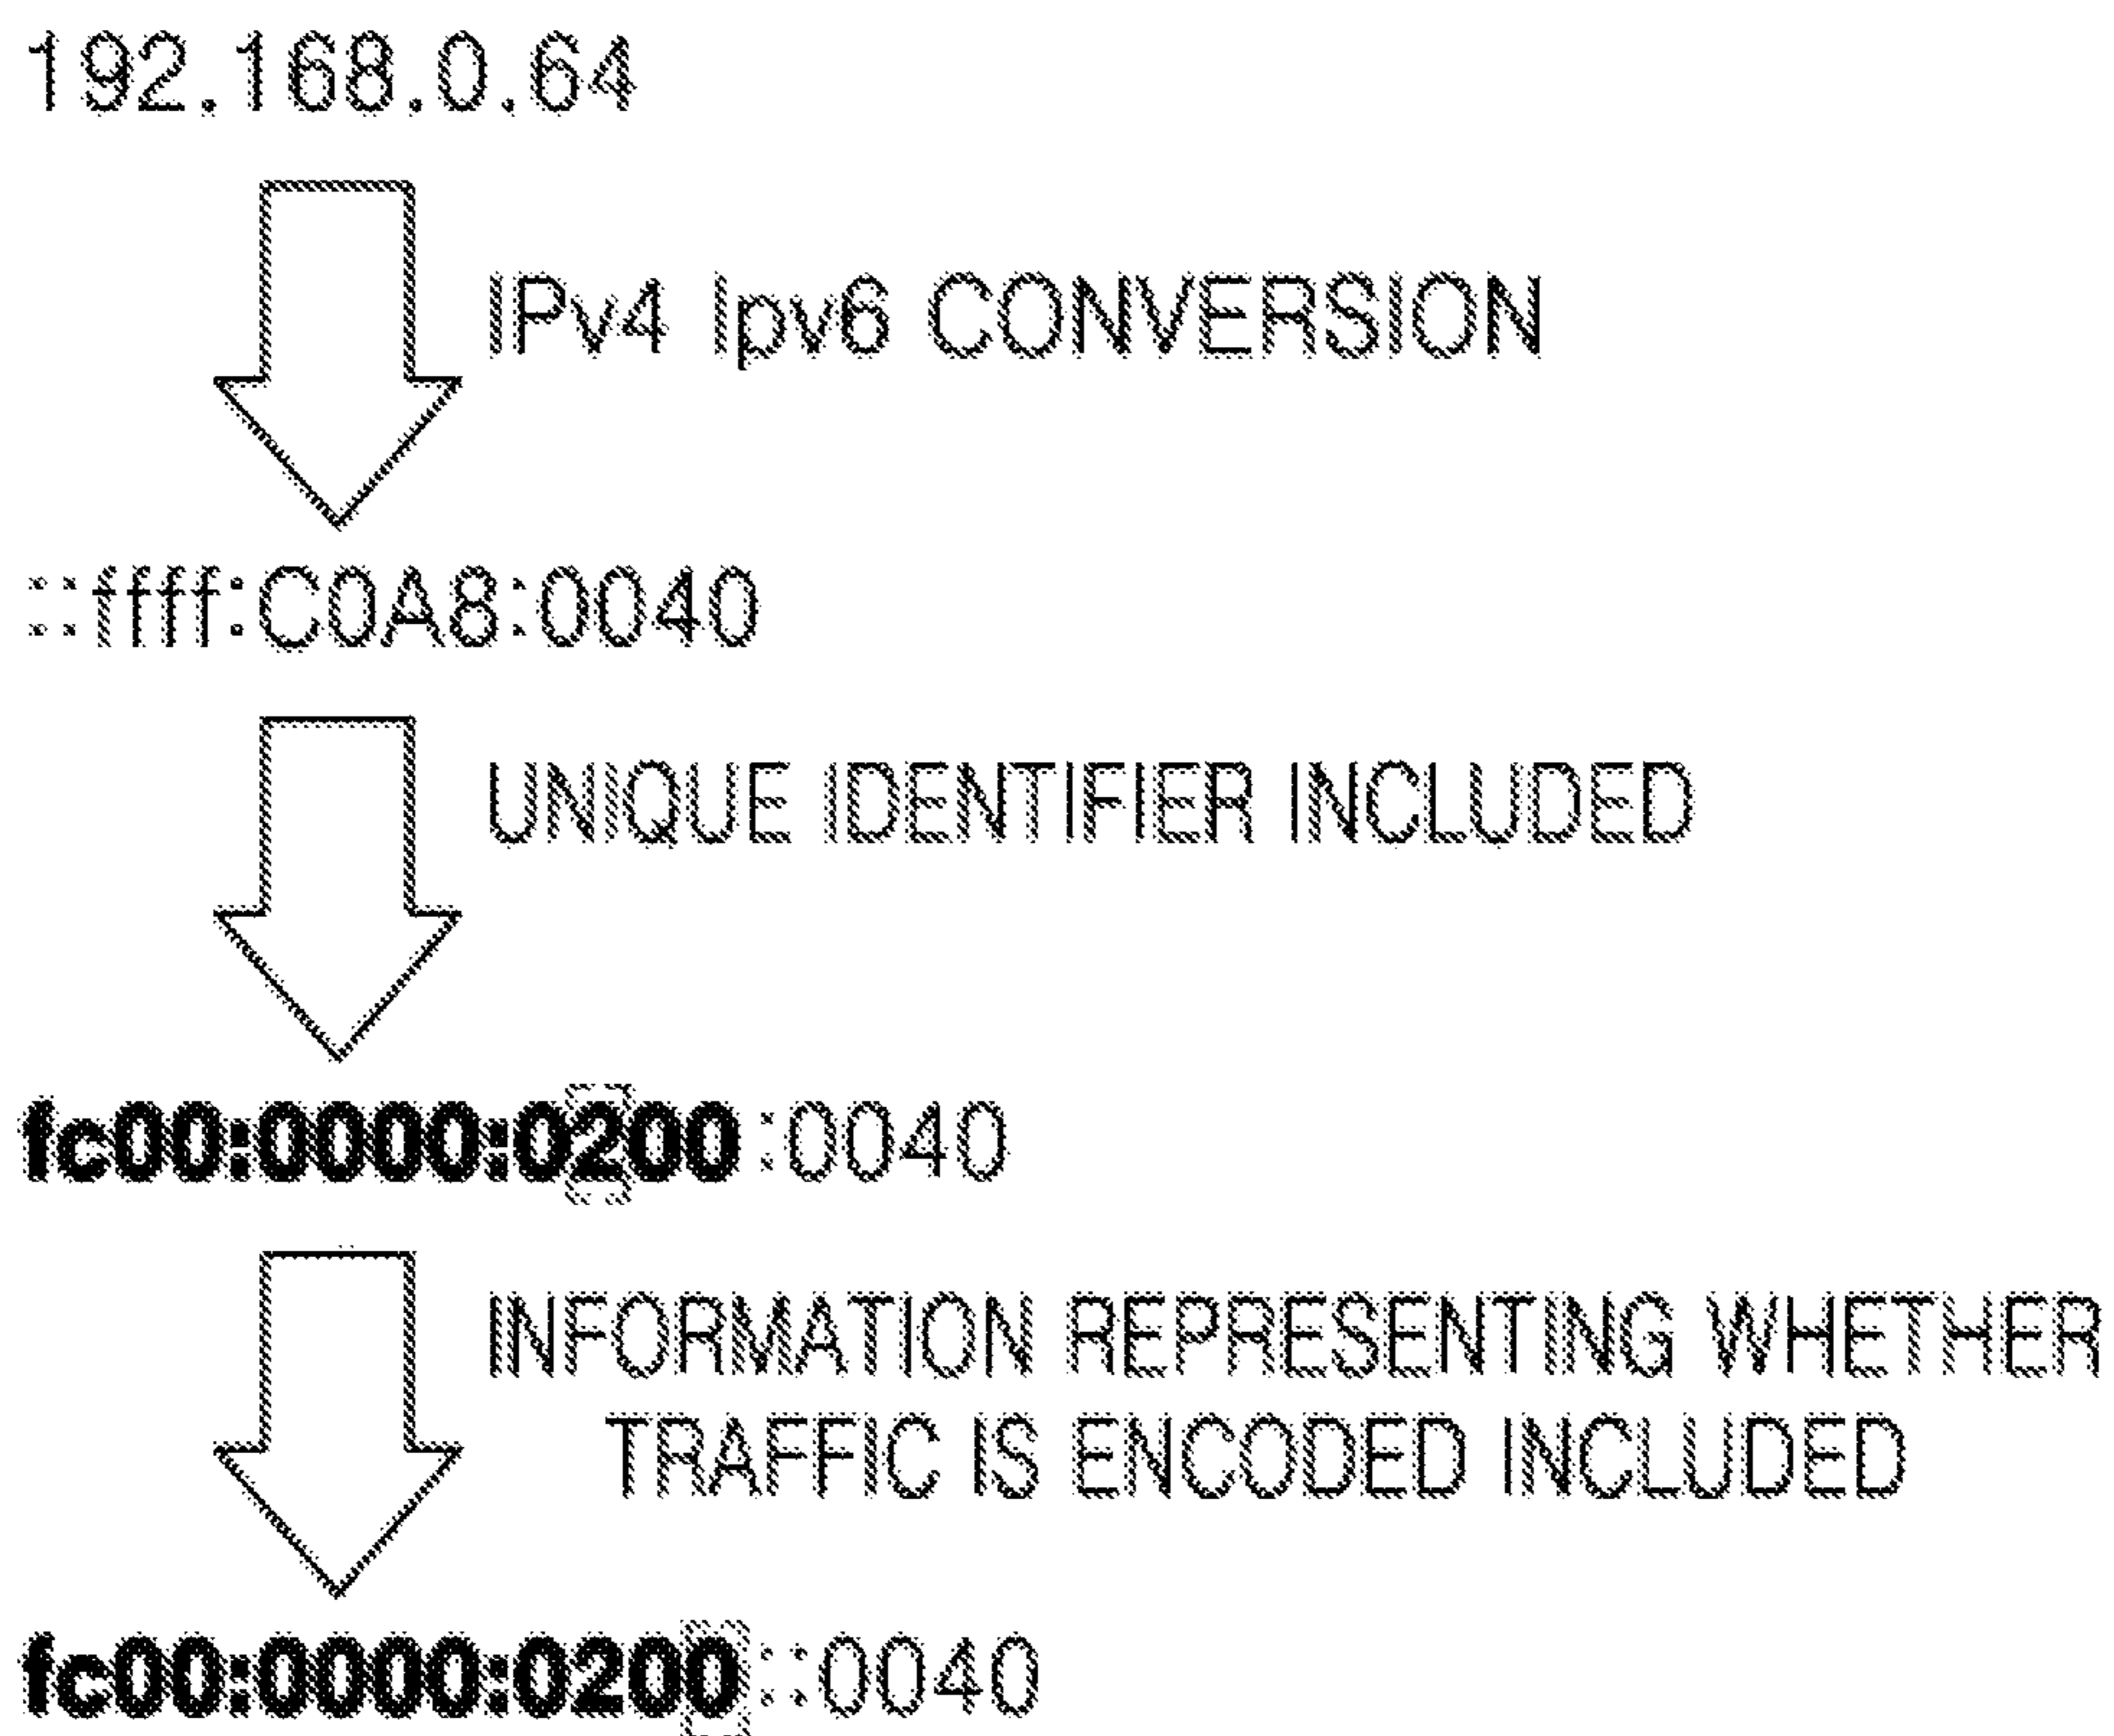 192.168.0.64
IPv4 Ipv6 CONVERSION
::ffff:C0A8:0040
UNIQUE IDENTIFIER INCLUDED
fc00:0000:0200:0040
INFORMATION REPRESENTING WHETHER
TRAFFIC IS ENCODED INCLUDED
fc00:0000:0200::0040